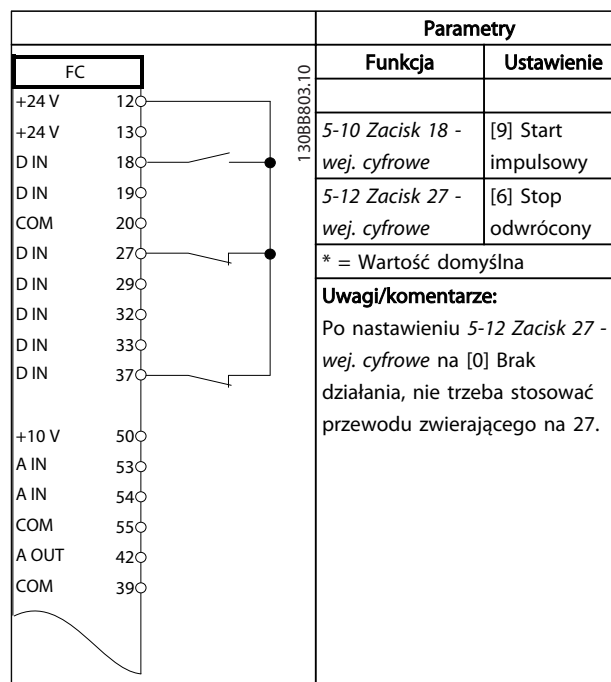 FC
+24 V 12
+24 V 13
D IN 18
D IN 19
COM 20
D IN 27
D IN 29
D IN 32
D IN 33
D IN 37
+10 V 50
A IN 53
A IN 54
COM 55
A OUT 42
COM 39
130BB803.10
Parametry
Funkcja Ustawienie
5-10 Zacisk 18 - [9] Start
wej. cyfrowe impulsowy
5-12 Zacisk 27 - [6] Stop
wej. cyfrowe odwrócony
* = Wartość domyślna
Uwagi/komentarze:
Po nastawieniu 5-12 Zacisk 27 -
wej. cyfrowe na [0] Brak
działania, nie trzeba stosować
przewodu zwierającego na 27.